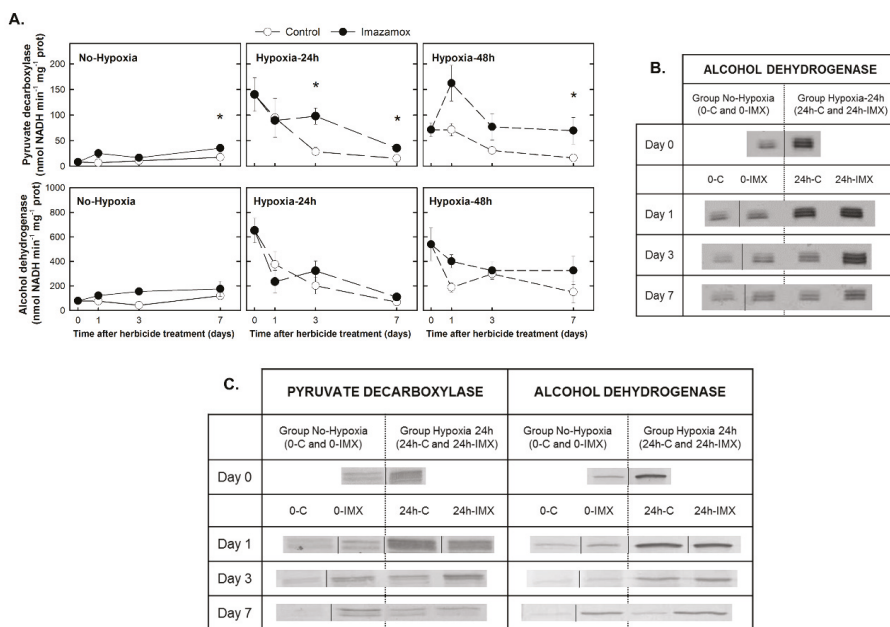 A.
Control Imazamox
Pyruvate decarboxylase
(nmol NADH min⁻¹ mg⁻¹ prot)
No-Hypoxia
Hypoxia-24h
Hypoxia-48h
200
150
100
50
0
*
*
*
*
Alcohol dehydrogenase
(nmol NADH min⁻¹ mg⁻¹ prot)
No-Hypoxia
Hypoxia-24h
Hypoxia-48h
1000
800
600
400
200
0
0 1 3 7
0 1 3 7
0 1 3 7
Time after herbicide treatment (days)
Time after herbicide treatment (days)
Time after herbicide treatment (days)
B.
ALCOHOL DEHYDROGENASE
Group No-Hypoxia
(0-C and 0-IMX)
Group Hypoxia-24h
(24h-C and 24h-IMX)
Day 0
0-C 0-IMX 24h-C 24h-IMX
Day 1
Day 3
Day 7
C.
PYRUVATE DECARBOXYLASE
ALCOHOL DEHYDROGENASE
Group No-Hypoxia
(0-C and 0-IMX)
Group Hypoxia 24h
(24h-C and 24h-IMX)
Group No-Hypoxia
(0-C and 0-IMX)
Group Hypoxia 24h
(24h-C and 24h-IMX)
Day 0
0-C 0-IMX 24h-C 24h-IMX 0-C 0-IMX 24h-C 24h-IMX
Day 1
Day 3
Day 7